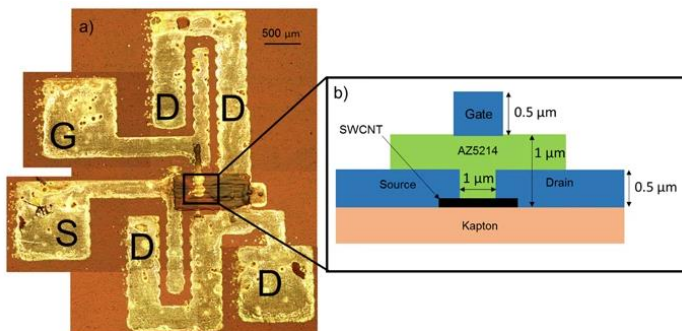 a)
500 µm
G
D
D
S
D
D
b)
Gate
0.5 µm
SWCNT
AZ5214
1 µm
1 µm
Source
Drain
0.5 µm
Kapton